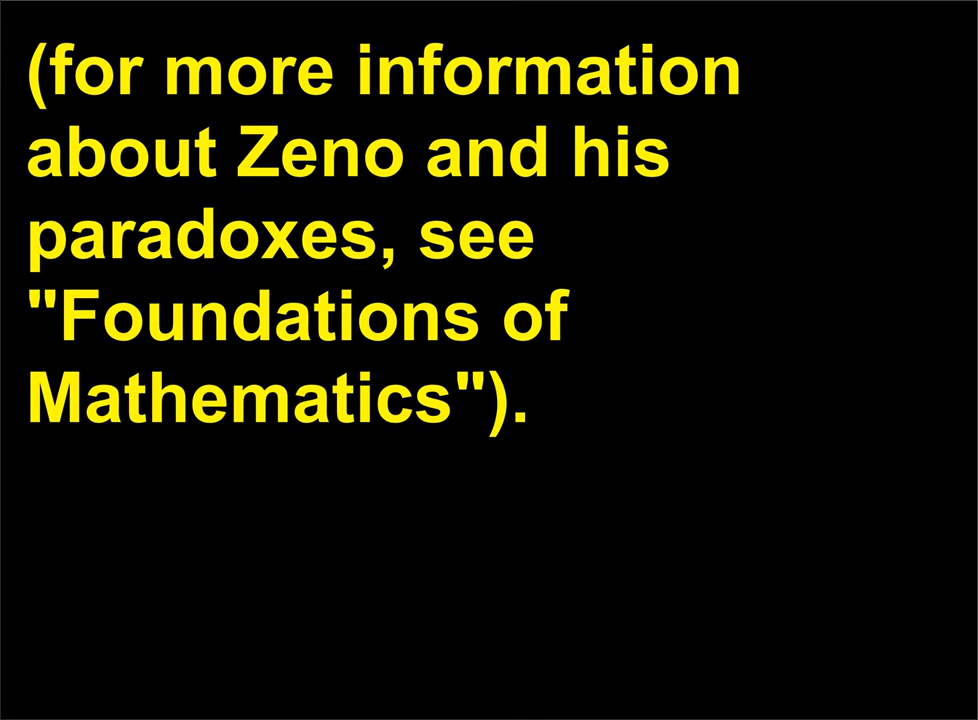 (for more information
about Zeno and his
paradoxes, see
"Foundations of
Mathematics").